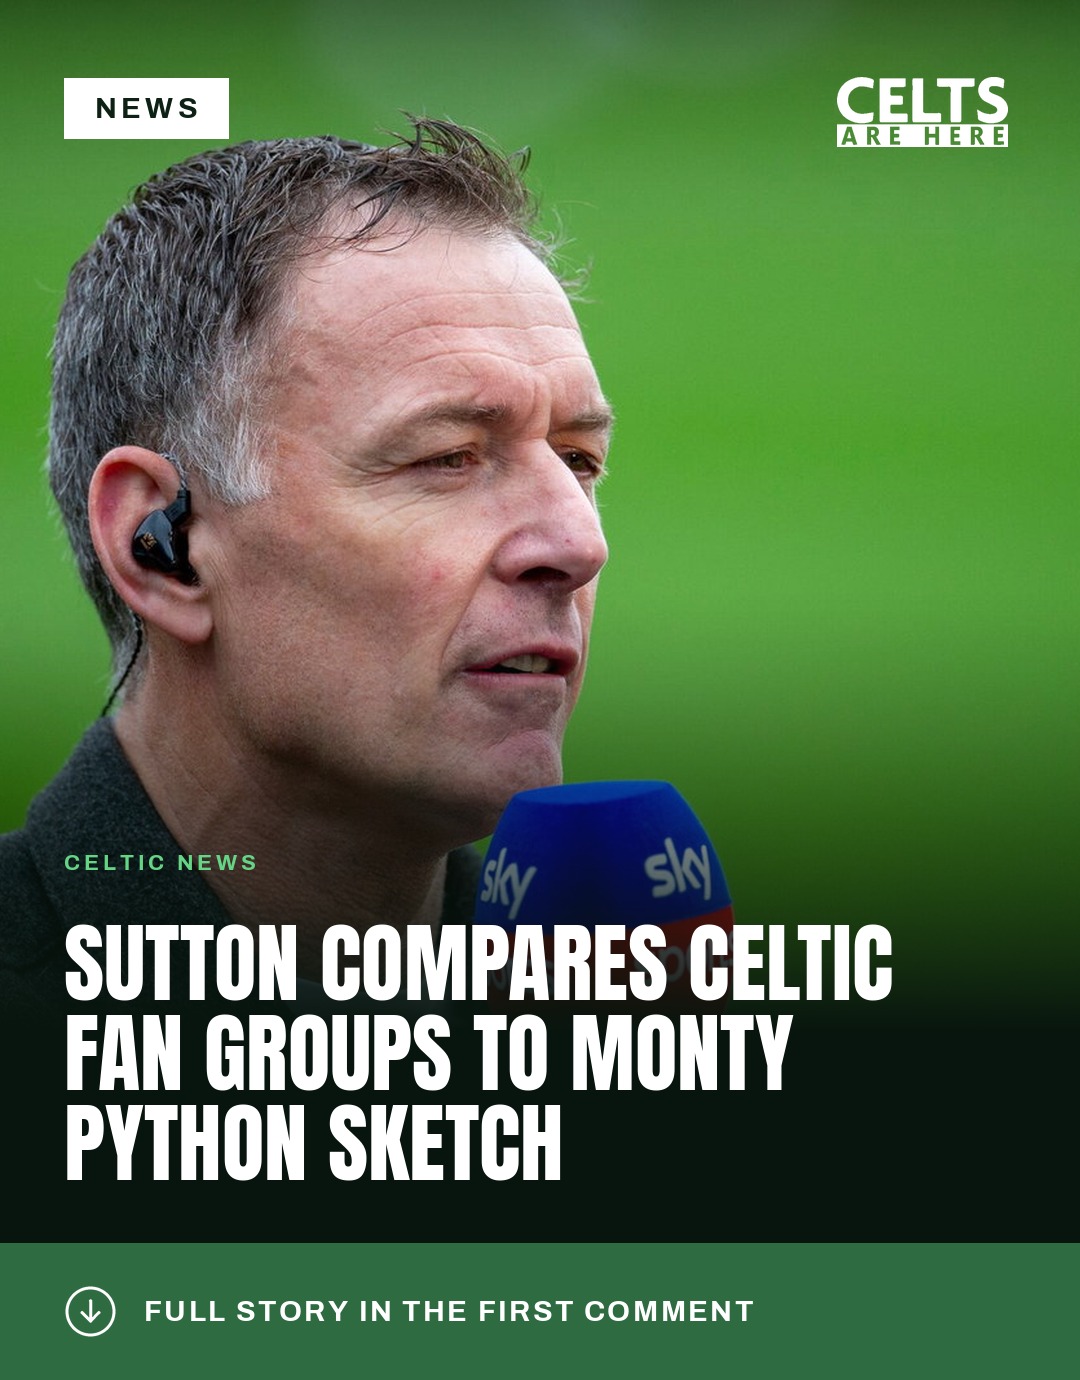 NEWS
CELTS
ARE HERE
sky
sky
CELTIC NEWS
SUTTON COMPARES CELTIC
FAN GROUPS TO MONTY
PYTHON SKETCH
FULL STORY IN THE FIRST COMMENT